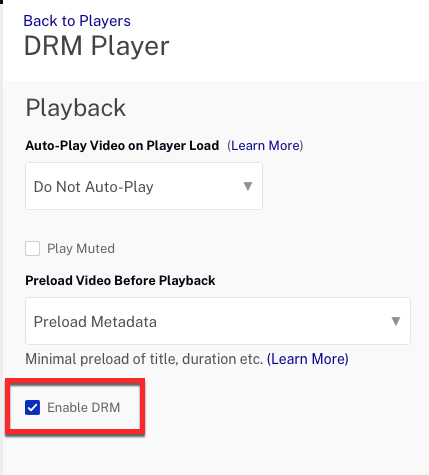 Back to Players
DRM Player
Playback
Auto-Play Video on Player Load (Learn More)
Do Not Auto-Play
Play Muted
Preload Video Before Playback
Preload Metadata
Minimal preload of title, duration etc. (Learn More)
Enable DRM